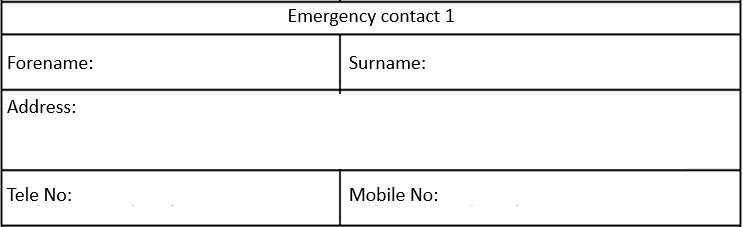 Emergency contact 1
Forename: Surname:
Address:
Tele No: Mobile No: